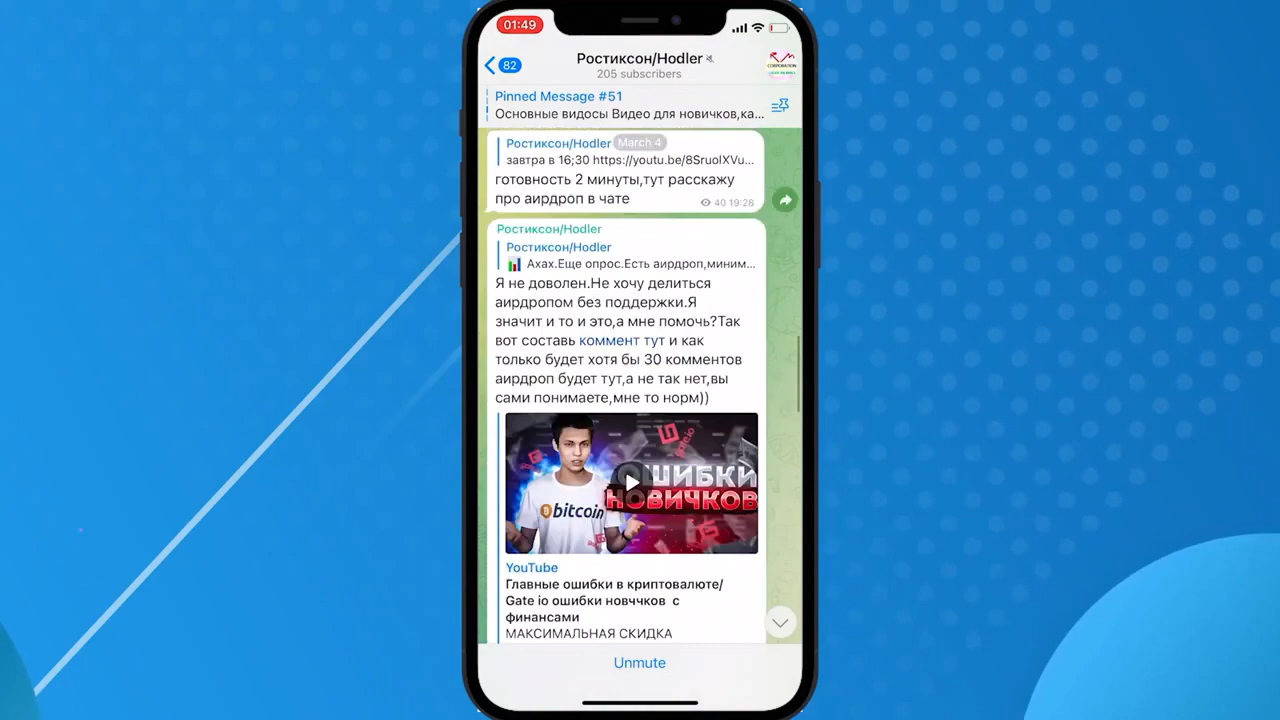 01:49
82
Ростиксон/Hodler
205 subscribers
CORPORATION
Pinned Message #51
Основные видосы Видео для новичков,ка...
March 4
Ростиксон/Hodler
завтра в 16;30 https://youtu.be/8SruolXVu...
готовность 2 минуты,тут расскажу
про аирдроп в чате
40 19:28
Ростиксон/Hodler
Ростиксон/Hodler
Ахах.Еще опрос.Есть аирдроп,миним...
Я не доволен.Не хочу делиться
аирдропом без поддержки.Я
значит и то и это,а мне помочь?Так
вот составь коммент тут и как
только будет хотя бы 30 комментов
аирдроп будет тут,а не так нет,вы
сами понимаете,мне то норм))
gate.io
ОШИБКИ
НОВИЧКОВ
bitcoin
YouTube
Главные ошибки в криптовалюте/
Gate io ошибки новччков с
финансами
МАКСИМАЛЬНАЯ СКИДКА
Unmute